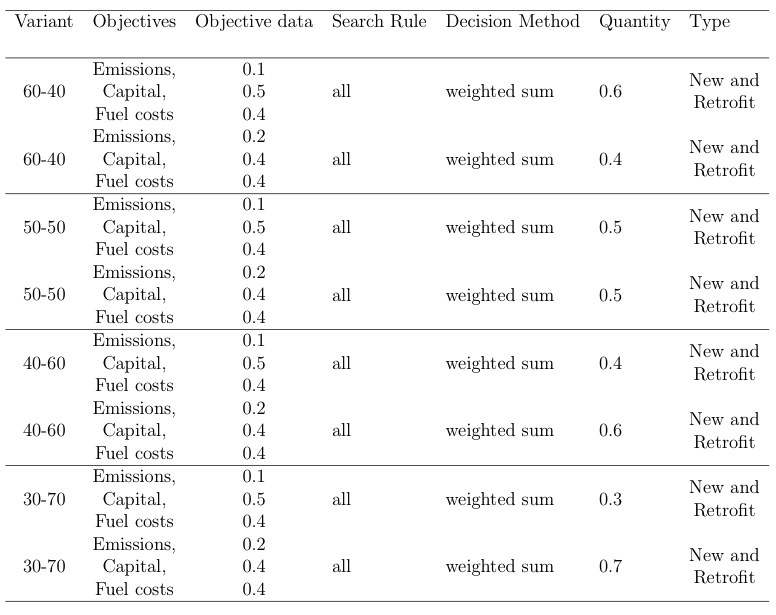 Variant Objectives Objective data Search Rule Decision Method Quantity Type
Emissions, 0.1
60-40 Capital, 0.5 all weighted sum 0.6 New and Retrofit
Fuel costs 0.4
Emissions, 0.2
60-40 Capital, 0.4 all weighted sum 0.4 New and Retrofit
Fuel costs 0.4
Emissions, 0.1
50-50 Capital, 0.5 all weighted sum 0.5 New and Retrofit
Fuel costs 0.4
Emissions, 0.2
50-50 Capital, 0.4 all weighted sum 0.5 New and Retrofit
Fuel costs 0.4
Emissions, 0.1
40-60 Capital, 0.5 all weighted sum 0.4 New and Retrofit
Fuel costs 0.4
Emissions, 0.2
40-60 Capital, 0.4 all weighted sum 0.6 New and Retrofit
Fuel costs 0.4
Emissions, 0.1
30-70 Capital, 0.5 all weighted sum 0.3 New and Retrofit
Fuel costs 0.4
Emissions, 0.2
30-70 Capital, 0.4 all weighted sum 0.7 New and Retrofit
Fuel costs 0.4